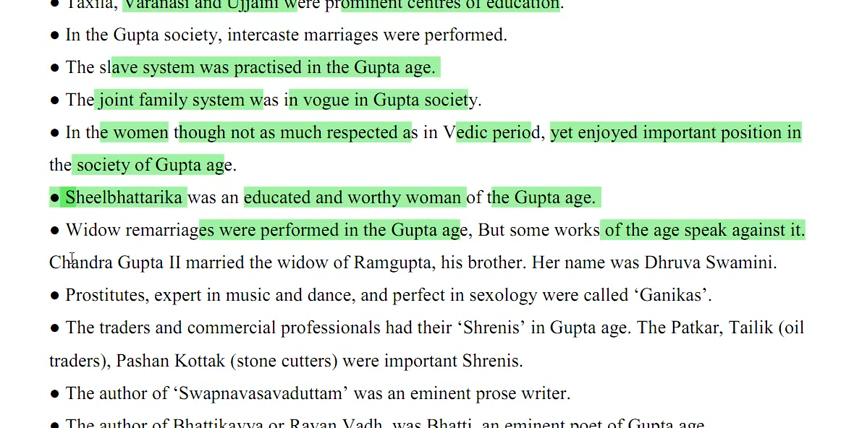 ● Taxila, Varanasi and Ujjaini were prominent centres of education.
● In the Gupta society, intercaste marriages were performed.
● The slave system was practised in the Gupta age.
● The joint family system was in vogue in Gupta society.
● In the women though not as much respected as in Vedic period, yet enjoyed important position in
the society of Gupta age.
● Sheelbhattarika was an educated and worthy woman of the Gupta age.
● Widow remarriages were performed in the Gupta age, But some works of the age speak against it.
Chandra Gupta II married the widow of Ramgupta, his brother. Her name was Dhruva Swamini.
● Prostitutes, expert in music and dance, and perfect in sexology were called ‘Ganikas’.
● The traders and commercial professionals had their ‘Shrenis’ in Gupta age. The Patkar, Tailik (oil
traders), Pashan Kottak (stone cutters) were important Shrenis.
● The author of ‘Swapnavasavaduttam’ was an eminent prose writer.
● The author of Bhattikavya or Ravan Vadh, was Bhatti, an eminent poet of Gupta age.